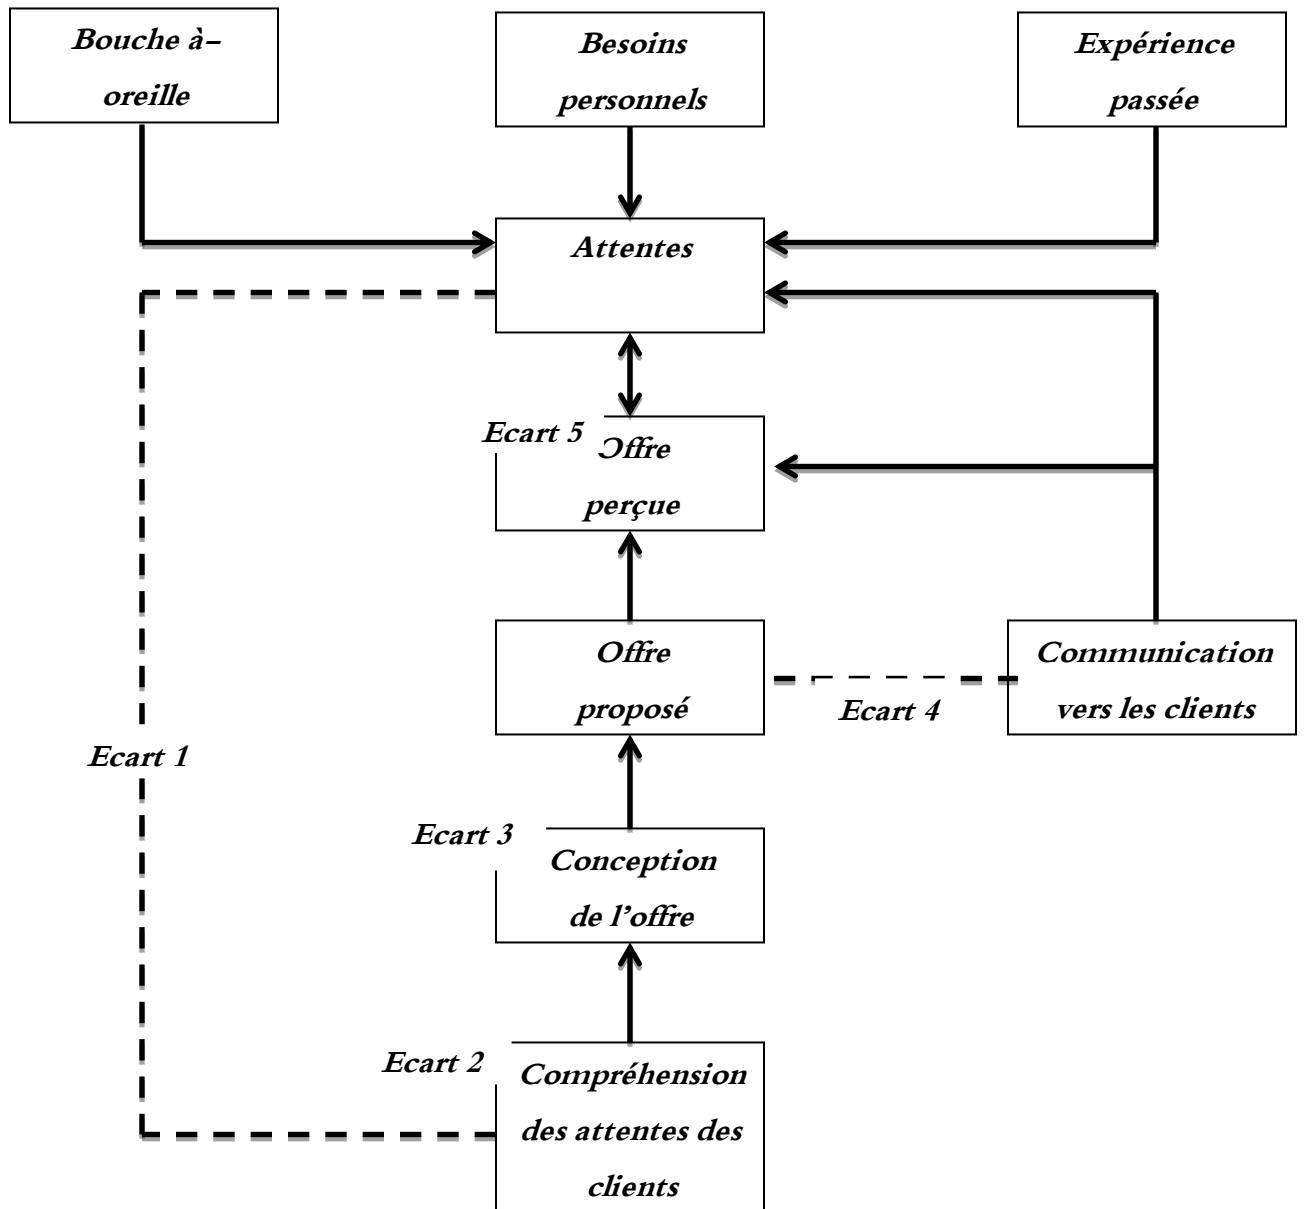 Bouche à-
oreille
Besoins
personnels
Expérience
passée
Attentes
Ecart 5
Offre
perçue
Offre
proposé
Communication
vers les clients
Ecart 4
Ecart 1
Ecart 3
Conception
de l'offre
Ecart 2
Compréhension
des attentes des
clients